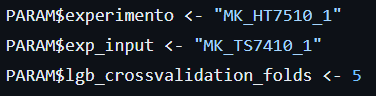 PARAM$experimento <- "MK_HT7510_1"
PARAM$exp_input <- "MK_TS7410_1"
PARAM$lgb_crossvalidation_folds <- 5